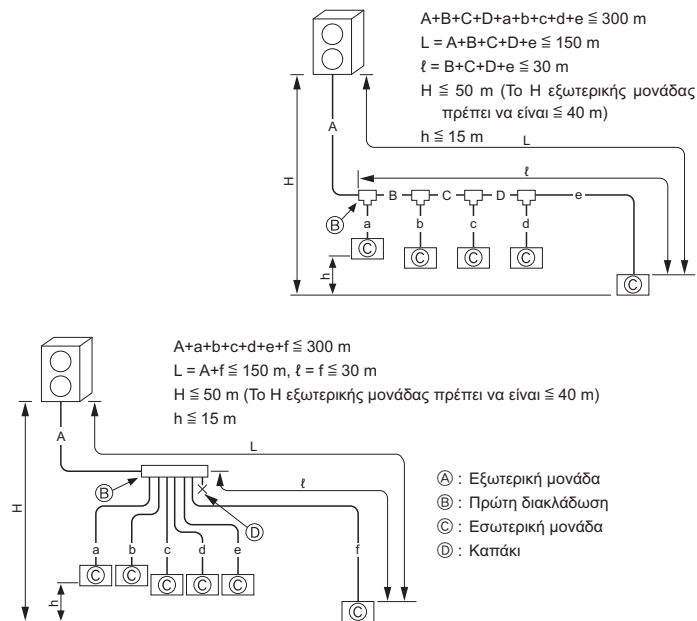 A+B+C+D+a+b+c+d+e ≦ 300 m
L = A+B+C+D+e ≦ 150 m
ℓ = B+C+D+e ≦ 30 m
H ≦ 50 m (Το H εξωτερικής μονάδας
πρέπει να είναι ≦ 40 m)
h ≦ 15 m
A
L
H
ℓ
B C D e
Ⓑ a b c d
Ⓒ Ⓒ Ⓒ Ⓒ
h
Ⓒ
A+a+b+c+d+e+f ≦ 300 m
L = A+f ≦ 150 m, ℓ = f ≦ 30 m
H ≦ 50 m (Το H εξωτερικής μονάδας πρέπει να είναι ≦ 40 m)
h ≦ 15 m
A
L
H
Ⓑ
ℓ
Ⓓ
a b c d e f
Ⓒ Ⓒ Ⓒ Ⓒ Ⓒ
h
Ⓒ
Ⓐ : Εξωτερική μονάδα
Ⓑ : Πρώτη διακλάδωση
Ⓒ : Εσωτερική μονάδα
Ⓓ : Καπάκι